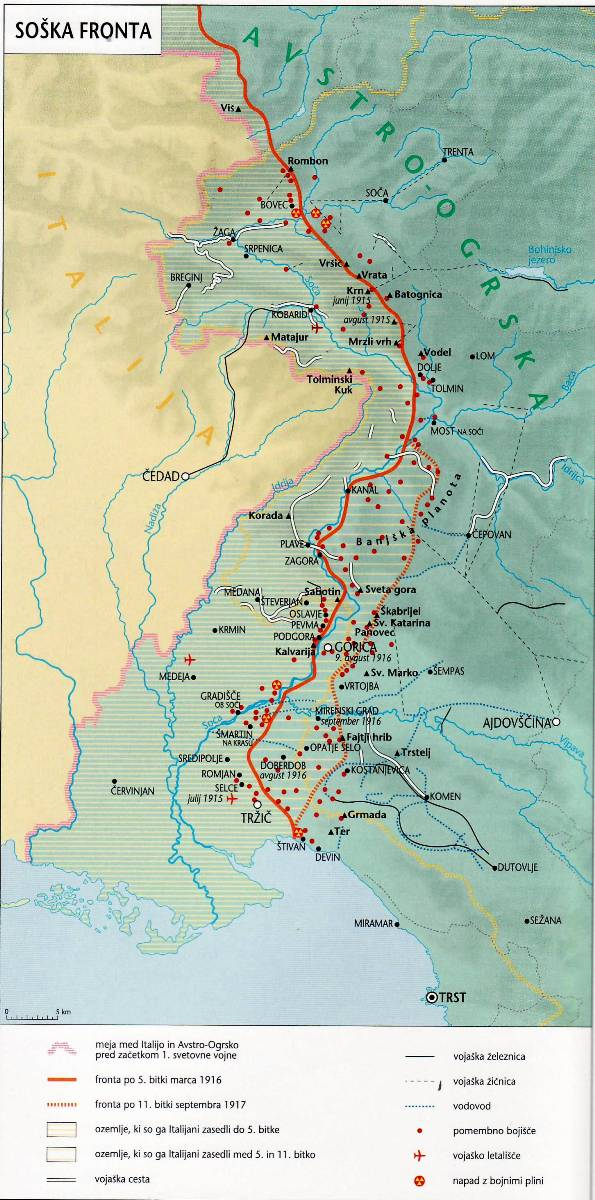 SOŠKA FRONTA
AVSTRO-OGRSKA
ITALIJA
Viš
Rombon
TRENTA
BOVEC
SOČA
ŽAGA
SRPENICA
Vršič
Vrata
Bohinjsko
jezero
BREGINJ
Soča
Krn
junij 1915
Batognica
KOBARID
avgust 1915
Matajur
Mrzli vrh
Vodel
LOM
DOLJE
Tolminski
Kuk
TOLMIN
Bača
MOST NA SOČI
ČEDAD
Idrija
KANAL
Idrijca
Nadiža
Korada
Banjška planota
PLAVE
ČEPOVAN
ZAGORA
MEDANA
Sabotin
Sveta gora
ŠTEVERJAN
OSLAVJE
Škabrijel
PEVMA
Sv. Katarina
KRMIN
PODGORA
Panovec
Kalvarija
GORICA
9. avgust 1916
MEDEJA
Sv. Marko
ŠEMPAS
GRADIŠČE
OB SOČI
VRTOJBA
Soča
MIRENSKI GRAD
september 1916
AJDOVŠČINA
ŠMARTIN
NA KRASU
Fajtji hrib
Vipava
OPATJE SELO
Trstelj
SREDIPOLJE
DOBERDOB
avgust 1916
KOSTANJEVICA
ROMJAN
ČERVINJAN
SELCE
julij 1915
KOMEN
TRŽIČ
Grmada
Ter
ŠTIVAN
DEVIN
DUTOVLJE
MIRAMAR
SEŽANA
TRST
0 5 km
meja med Italijo in Avstro-Ogrsko
pred začetkom 1. svetovne vojne
fronta po 5. bitki marca 1916
fronta po 11. bitki septembra 1917
ozemlje, ki so ga Italijani zasedli do 5. bitke
ozemlje, ki so ga Italijani zasedli med 5. in 11. bitko
vojaška cesta
vojaška železnica
vojaška žičnica
vodovod
pomembno bojišče
vojaško letališče
napad z bojnimi plini